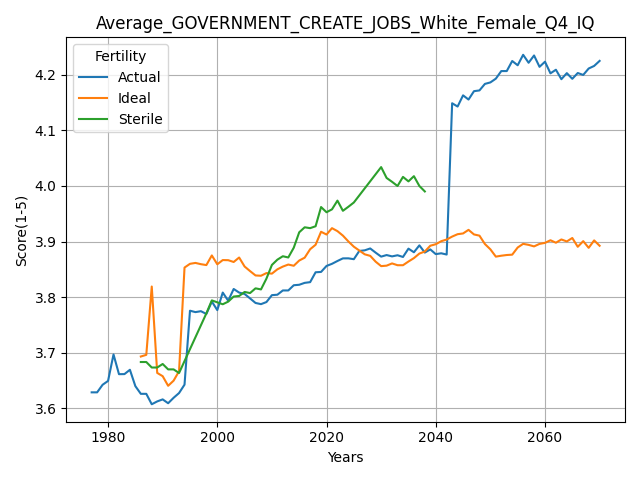 Average_GOVERNMENT_CREATE_JOBS_White_Female_Q4_IQ
Fertility
Actual
Ideal
Sterile
Score(1-5)
4.2
4.1
4.0
3.9
3.8
3.7
3.6
1980 2000 2020 2040 2060
Years